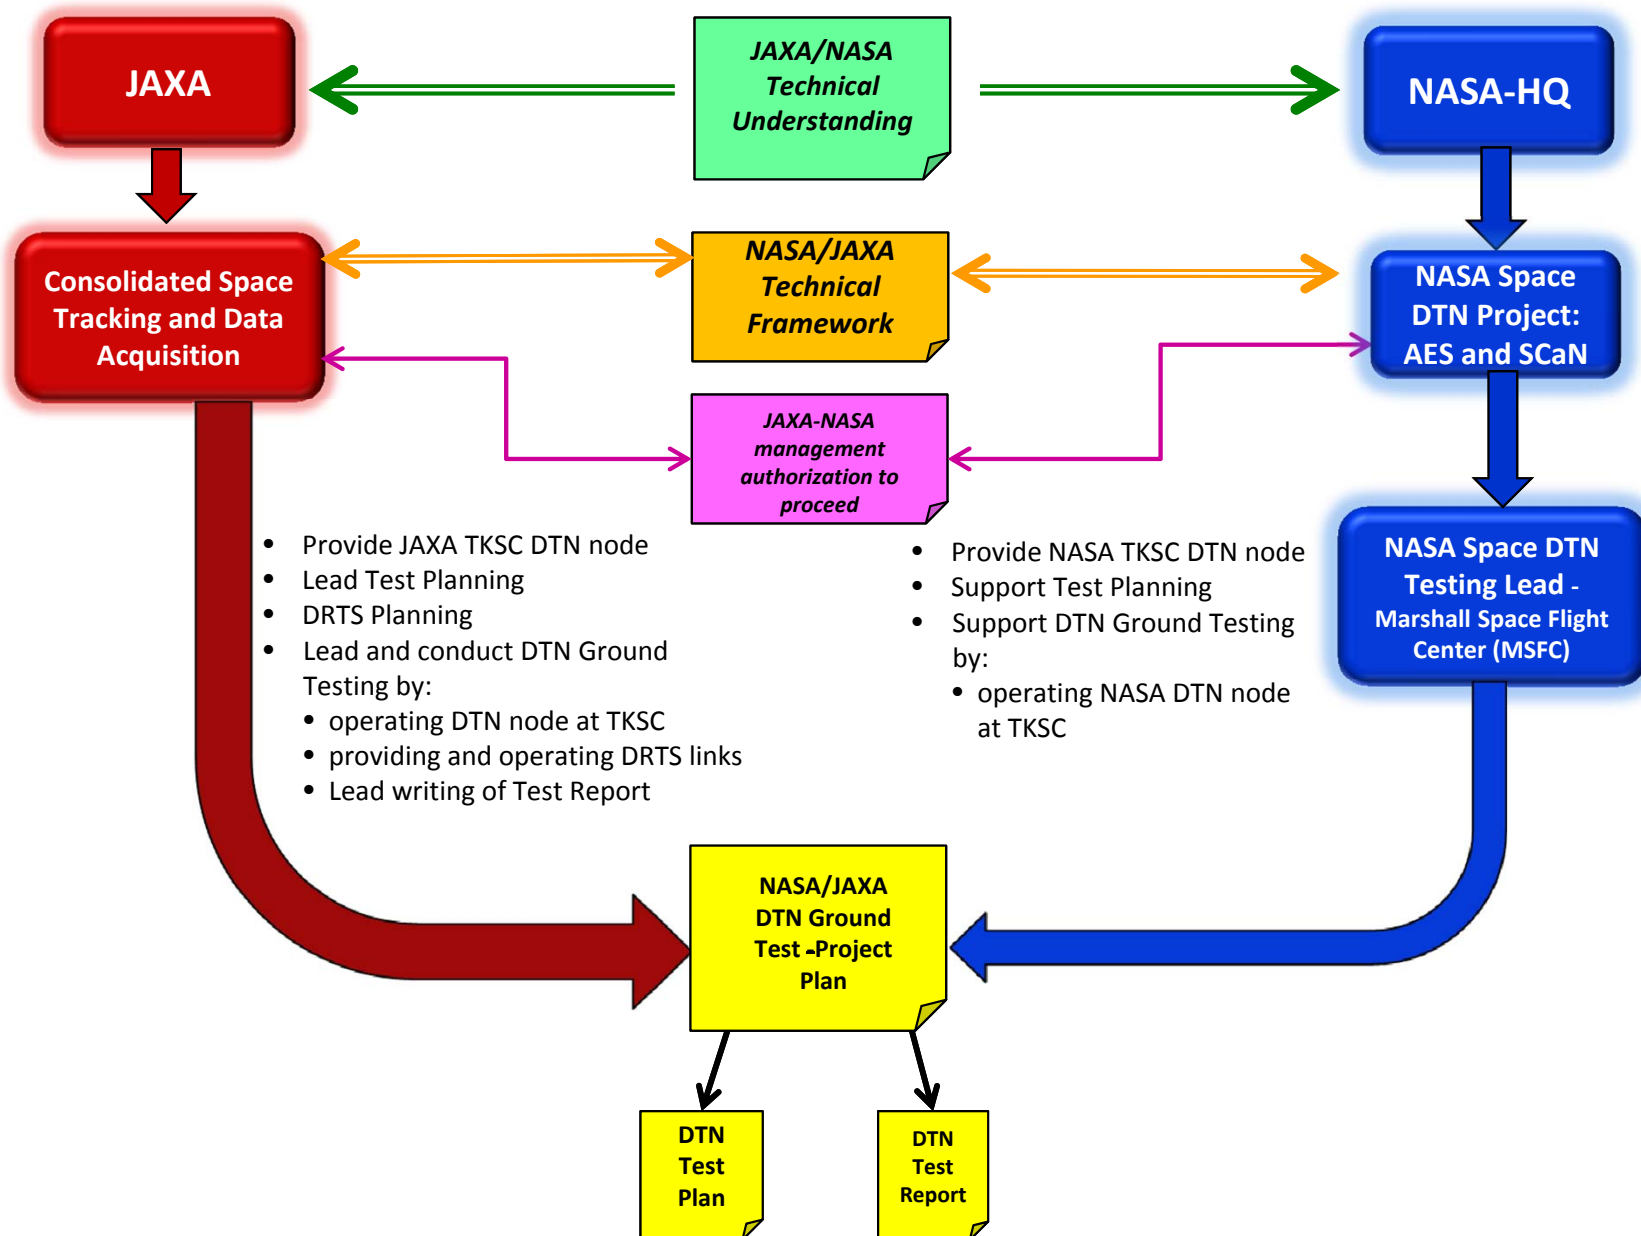 JAXA
JAXA/NASA
Technical
Understanding
NASA-HQ
Consolidated Space
Tracking and Data
Acquisition
NASA/JAXA
Technical
Framework
NASA Space
DTN Project:
AES and SCaN
JAXA-NASA
management
authorization to
proceed
• Provide JAXA TKSC DTN node
• Lead Test Planning
• DRTS Planning
• Lead and conduct DTN Ground
Testing by:
• operating DTN node at TKSC
• providing and operating DRTS links
• Lead writing of Test Report
• Provide NASA TKSC DTN node
• Support Test Planning
• Support DTN Ground Testing
by:
• operating NASA DTN node
at TKSC
NASA Space DTN
Testing Lead -
Marshall Space Flight
Center (MSFC)
NASA/JAXA
DTN Ground
Test -Project
Plan
DTN
Test
Plan
DTN
Test
Report